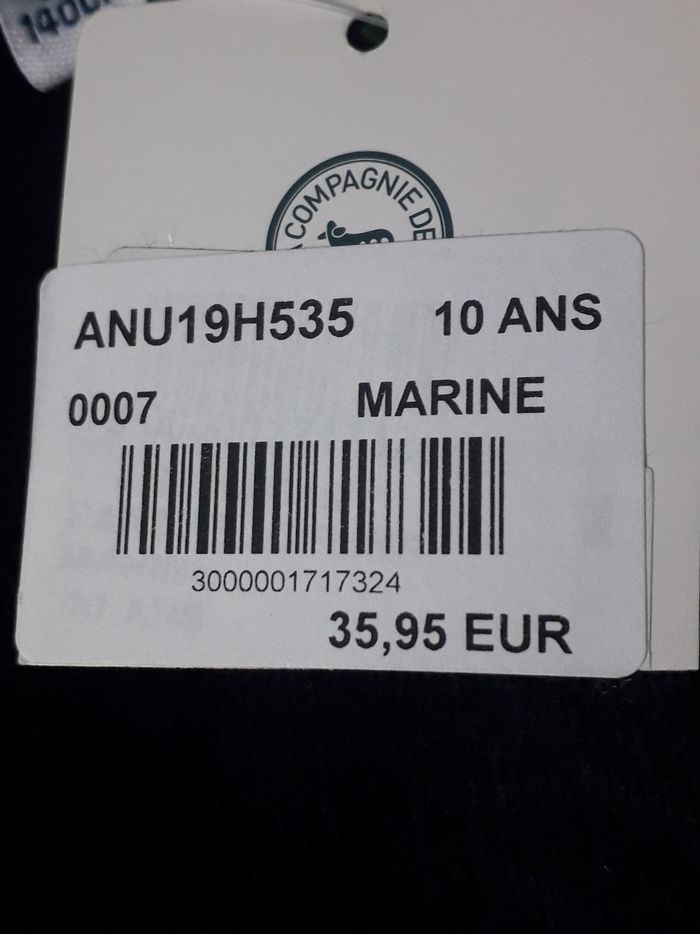 COMPAGNIE DE
ANU19H535 10 ANS
0007 MARINE
3000001717324
35,95 EUR